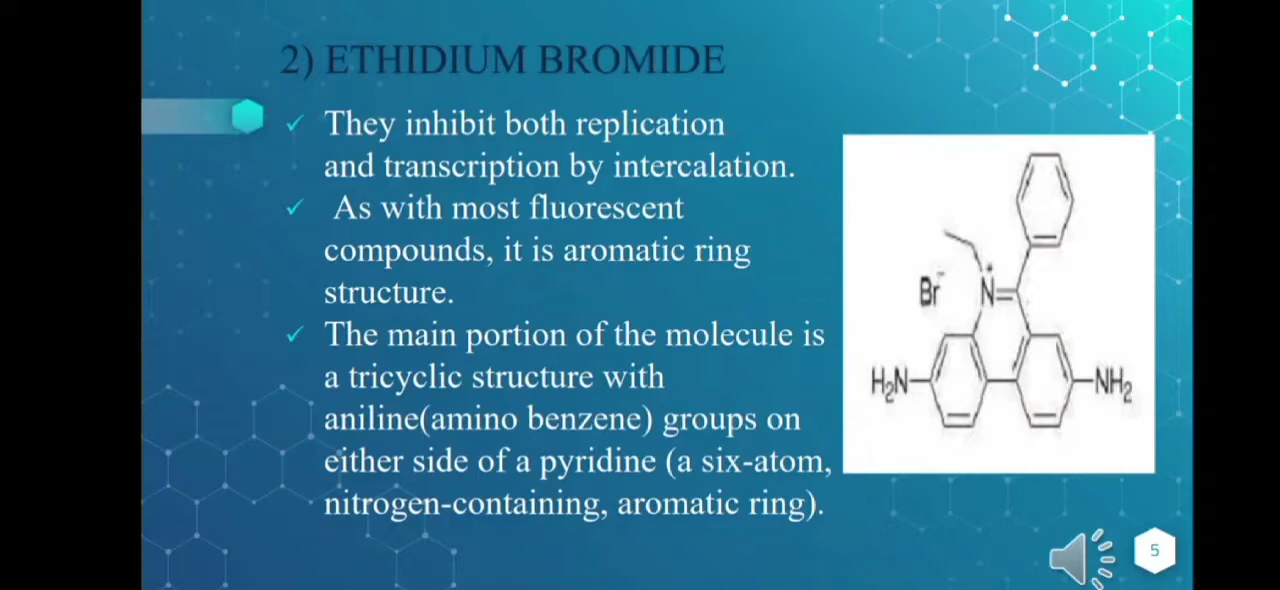 2) ETHIDIUM BROMIDE
✓ They inhibit both replication
and transcription by intercalation.
✓ As with most fluorescent
compounds, it is aromatic ring
structure.
✓ The main portion of the molecule is
a tricyclic structure with
aniline(amino benzene) groups on
either side of a pyridine (a six-atom,
nitrogen-containing, aromatic ring).
Br⁻
N⁺
H₂N
NH₂
5